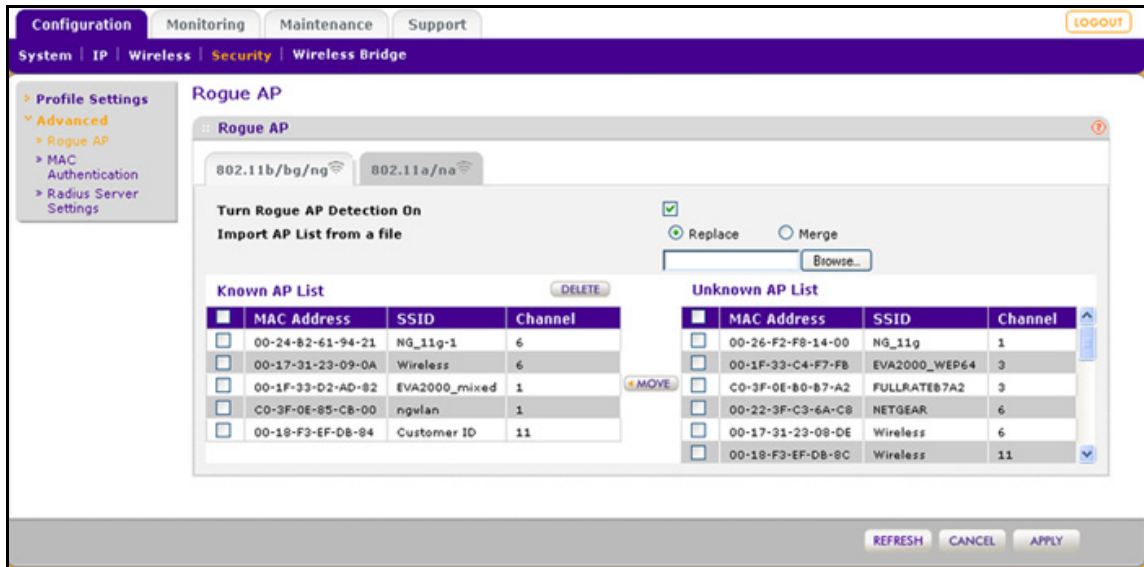 Configuration Monitoring Maintenance Support LOGOUT
System | IP | Wireless | Security | Wireless Bridge
Profile Settings
Advanced
Rogue AP
MAC
Authentication
Radius Server
Settings
Rogue AP
Rogue AP ?
802.11b/bg/ng 802.11a/na
Turn Rogue AP Detection On
Import AP List from a file Replace Merge
Browse...
Known AP List DELETE
MAC Address SSID Channel
00-24-B2-61-94-21 NG_11g-1 6
00-17-31-23-09-0A Wireless 6
00-1F-33-D2-AD-82 EVA2000_mixed 1
C0-3F-0E-85-CB-00 ngwlan 1
00-18-F3-EF-DB-84 Customer ID 11
MOVE
Unknown AP List
MAC Address SSID Channel
00-26-F2-F8-14-00 NG_11g 1
00-1F-33-C4-F7-FB EVA2000_WEP64 3
C0-3F-0E-B0-B7-A2 FULLRATEB7A2 3
00-22-3F-C3-6A-C8 NETGEAR 6
00-17-31-23-08-DE Wireless 6
00-18-F3-EF-DB-8C Wireless 11
REFRESH CANCEL APPLY